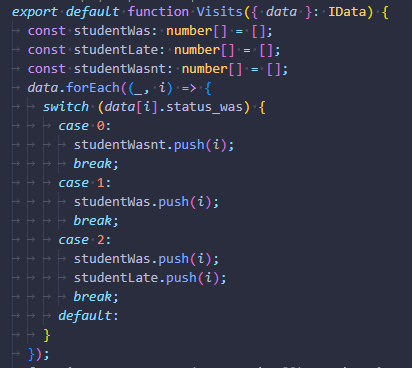 export default function Visits({ data }: IData) {
const studentWas: number[] = [];
const studentLate: number[] = [];
const studentWasnt: number[] = [];
data.forEach((_, i) => {
switch (data[i].status_was) {
case 0:
studentWasnt.push(i);
break;
case 1:
studentWas.push(i);
break;
case 2:
studentWas.push(i);
studentLate.push(i);
break;
default:
}
});